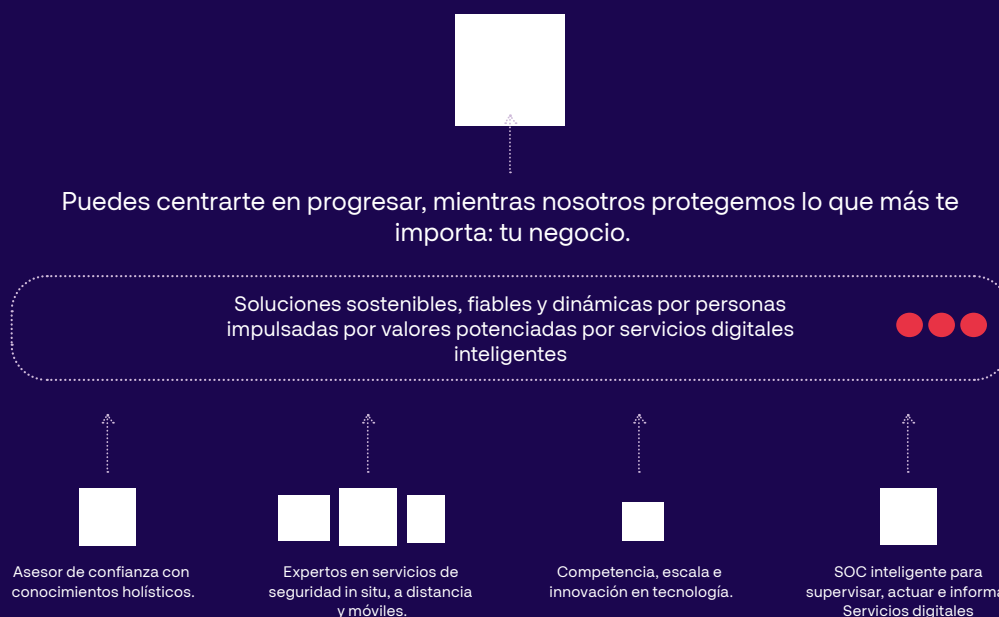 Puedes centrarte en progresar, mientras nosotros protegemos lo que más te
importa: tu negocio.
Soluciones sostenibles, fiables y dinámicas por personas
impulsadas por valores potenciadas por servicios digitales
inteligentes
Asesor de confianza con
conocimientos holísticos.
Expertos en servicios de
seguridad in situ, a distancia
y móviles.
Competencia, escala e
innovación en tecnología.
SOC inteligente para
supervisar, actuar e informa
Servicios digitales